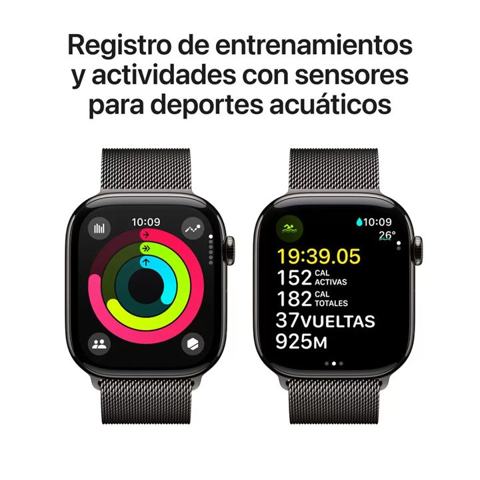 Registro de entrenamientos
y actividades con sensores
para deportes acuáticos
10:09
10:09
26°
19:39.05
152 CAL ACTIVAS
182 CAL TOTALES
37VUELTAS
925M